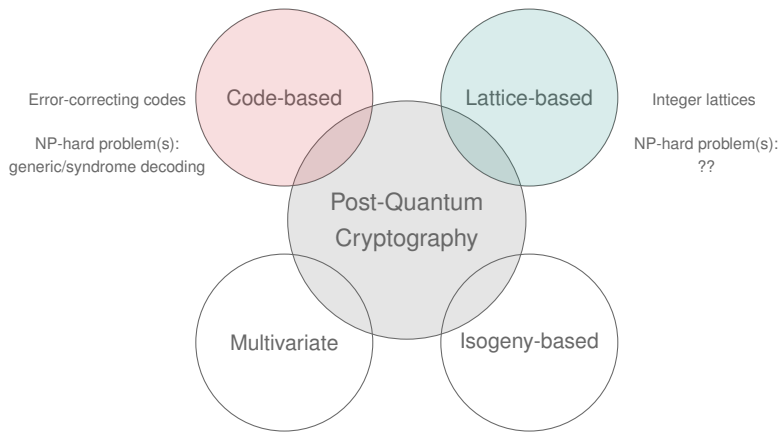 Code-based
Lattice-based
Error-correcting codes
Integer lattices
NP-hard problem(s):
generic/syndrome decoding
NP-hard problem(s):
??
Post-Quantum
Cryptography
Multivariate
Isogeny-based